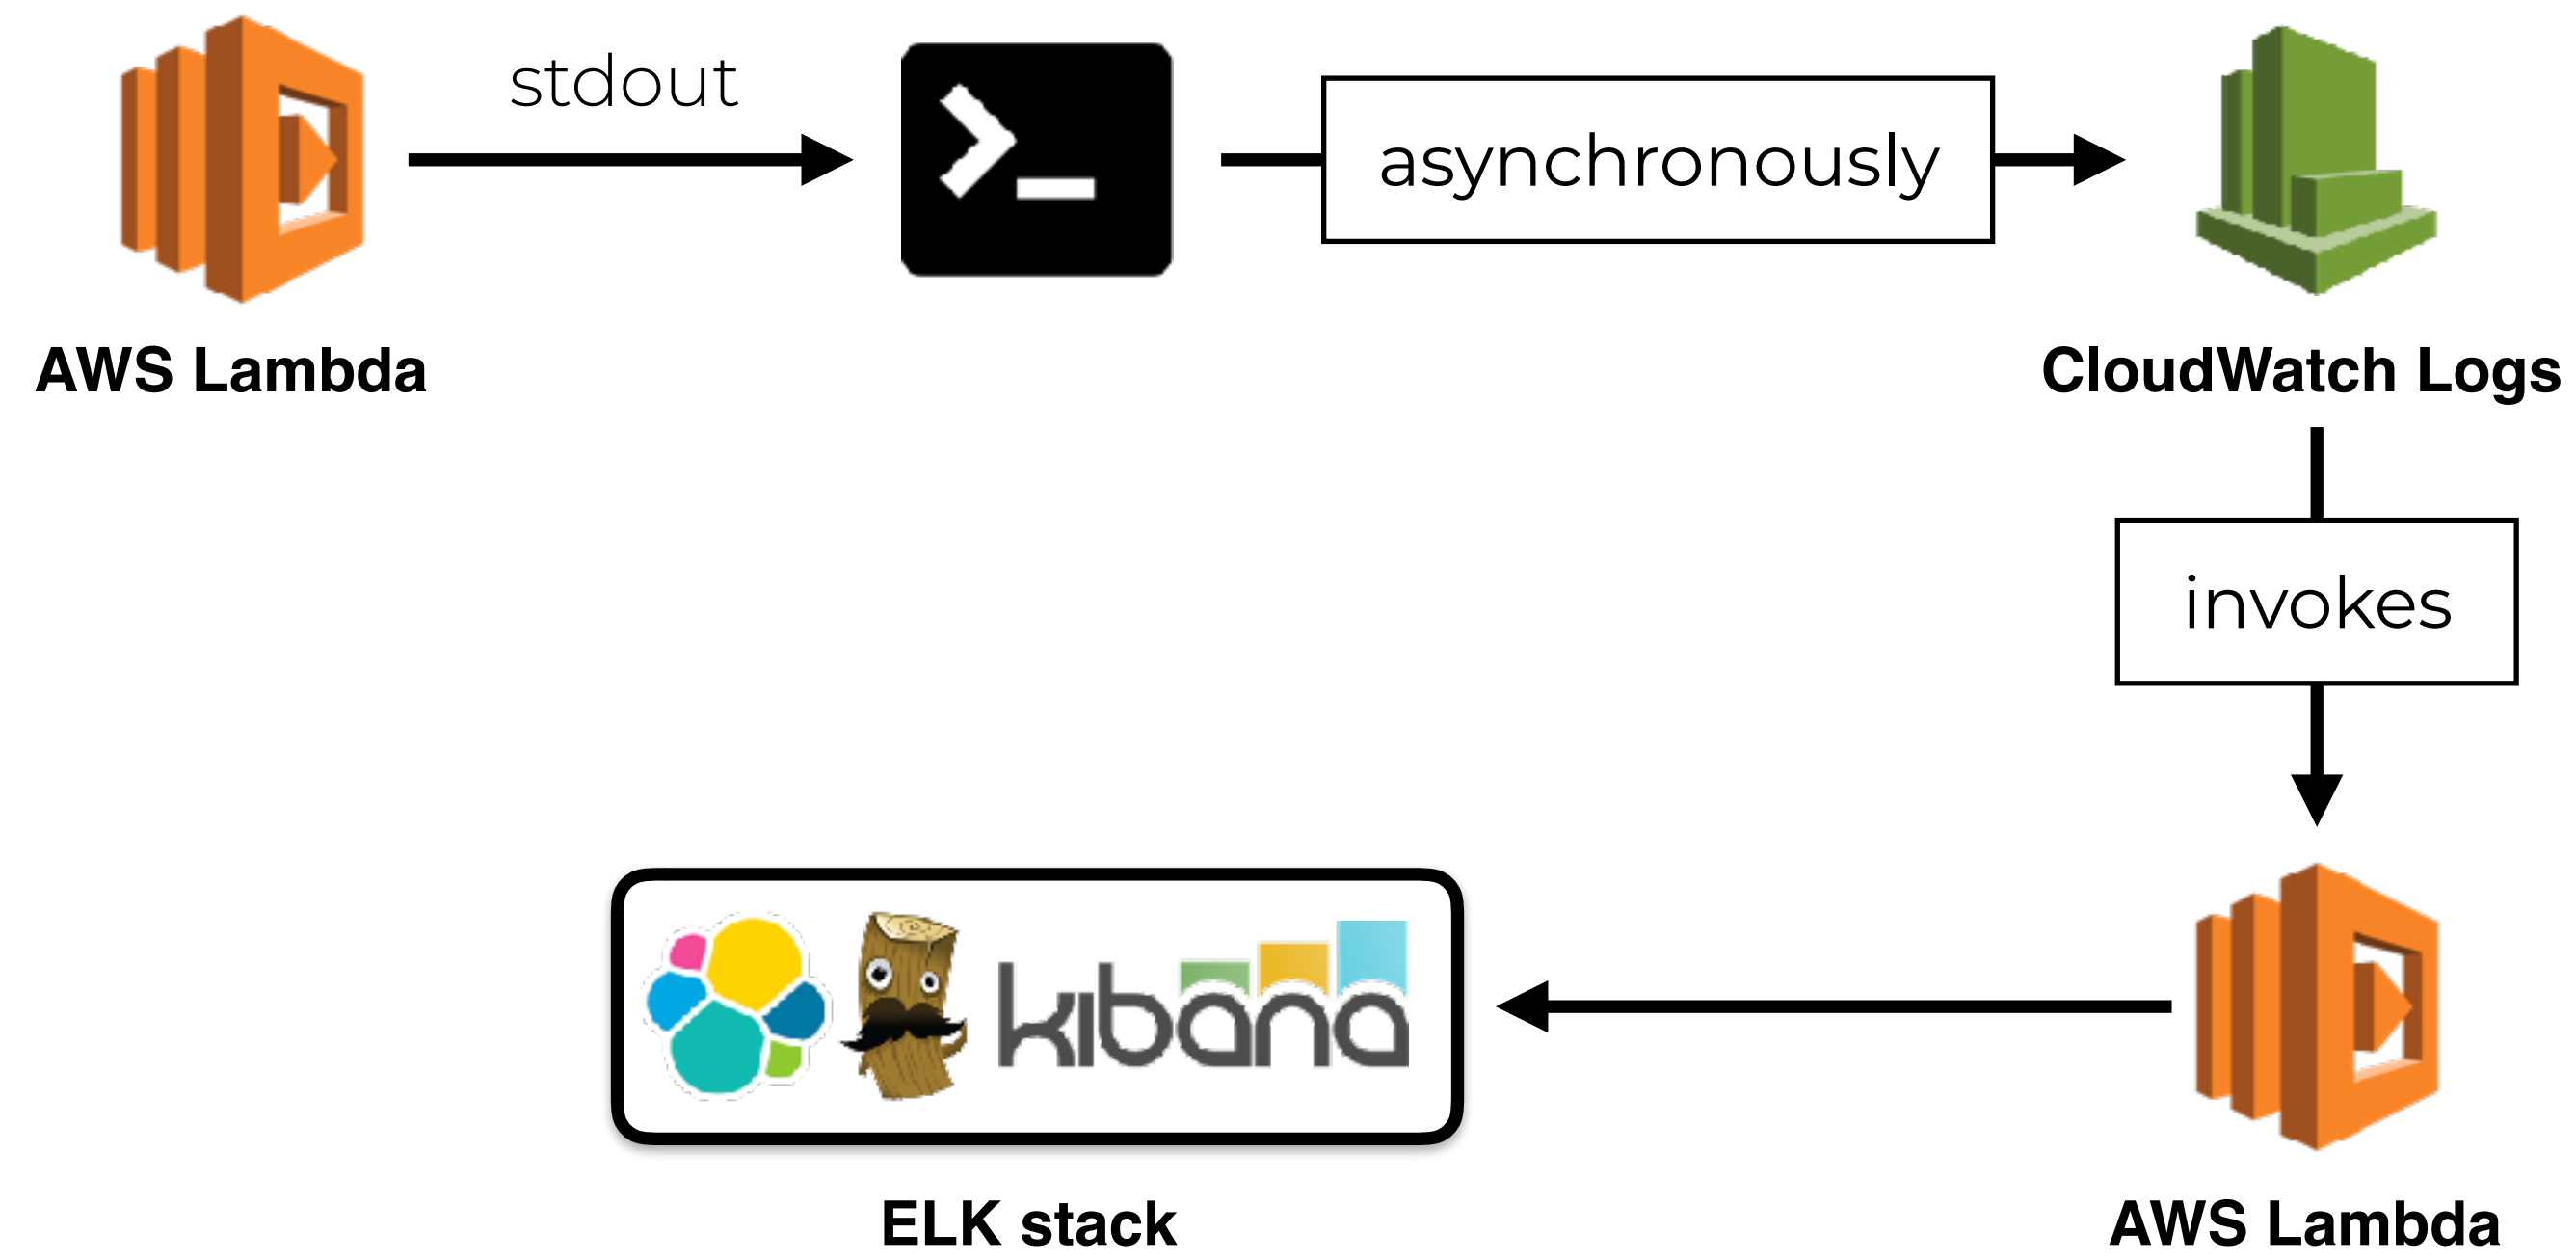 stdout
>_
asynchronously
AWS Lambda
CloudWatch Logs
invokes
kibana
ELK stack
AWS Lambda